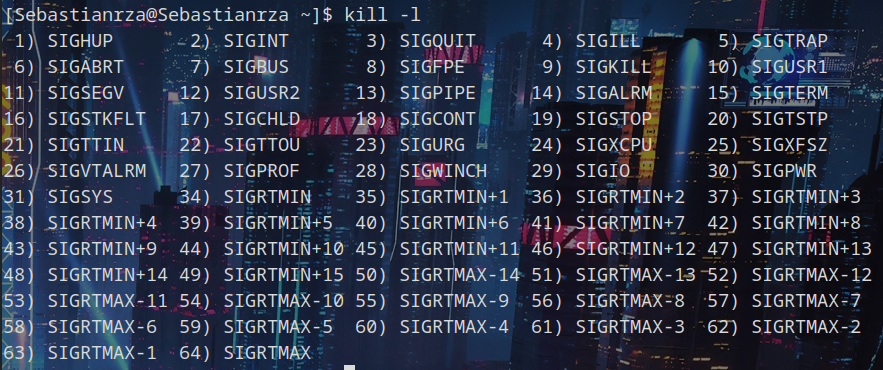 [Sebastianrza@Sebastianrza ~]$ kill -l
 1) SIGHUP       2) SIGINT       3) SIGQUIT      4) SIGILL       5) SIGTRAP
 6) SIGABRT      7) SIGBUS       8) SIGFPE       9) SIGKILL     10) SIGUSR1
11) SIGSEGV     12) SIGUSR2     13) SIGPIPE     14) SIGALRM     15) SIGTERM
16) SIGSTKFLT   17) SIGCHLD     18) SIGCONT     19) SIGSTOP     20) SIGTSTP
21) SIGTTIN     22) SIGTTOU     23) SIGURG      24) SIGXCPU     25) SIGXFSZ
26) SIGVTALRM   27) SIGPROF     28) SIGWINCH    29) SIGIO       30) SIGPWR
31) SIGSYS      34) SIGRTMIN    35) SIGRTMIN+1  36) SIGRTMIN+2  37) SIGRTMIN+3
38) SIGRTMIN+4  39) SIGRTMIN+5  40) SIGRTMIN+6  41) SIGRTMIN+7  42) SIGRTMIN+8
43) SIGRTMIN+9  44) SIGRTMIN+10 45) SIGRTMIN+11 46) SIGRTMIN+12 47) SIGRTMIN+13
48) SIGRTMIN+14 49) SIGRTMIN+15 50) SIGRTMAX-14 51) SIGRTMAX-13 52) SIGRTMAX-12
53) SIGRTMAX-11 54) SIGRTMAX-10 55) SIGRTMAX-9  56) SIGRTMAX-8  57) SIGRTMAX-7
58) SIGRTMAX-6  59) SIGRTMAX-5  60) SIGRTMAX-4  61) SIGRTMAX-3  62) SIGRTMAX-2
63) SIGRTMAX-1  64) SIGRTMAX